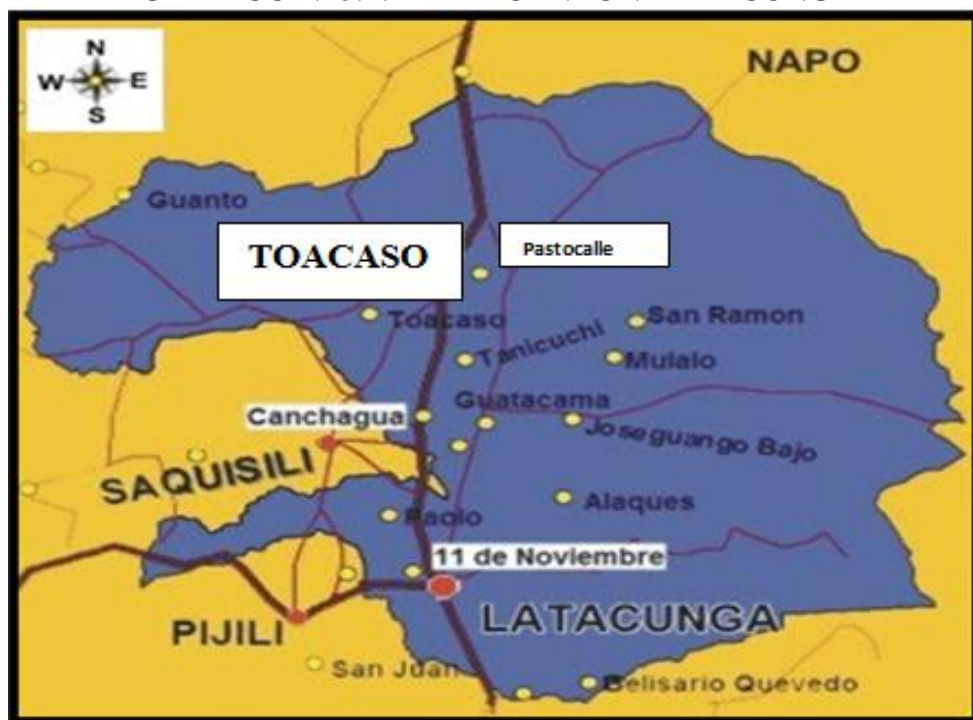 N
W E
S
NAPO
Guanto
TOACASO
Pastocalle
Toacaso
San Ramon
Tanicuchi
Mulalo
Guatacama
Canchagua
Joseguango Bajo
SAQUISILI
Alaques
Paolo
11 de Noviembre
LATACUNGA
PIJILI
San Juan
Belisario Quevedo